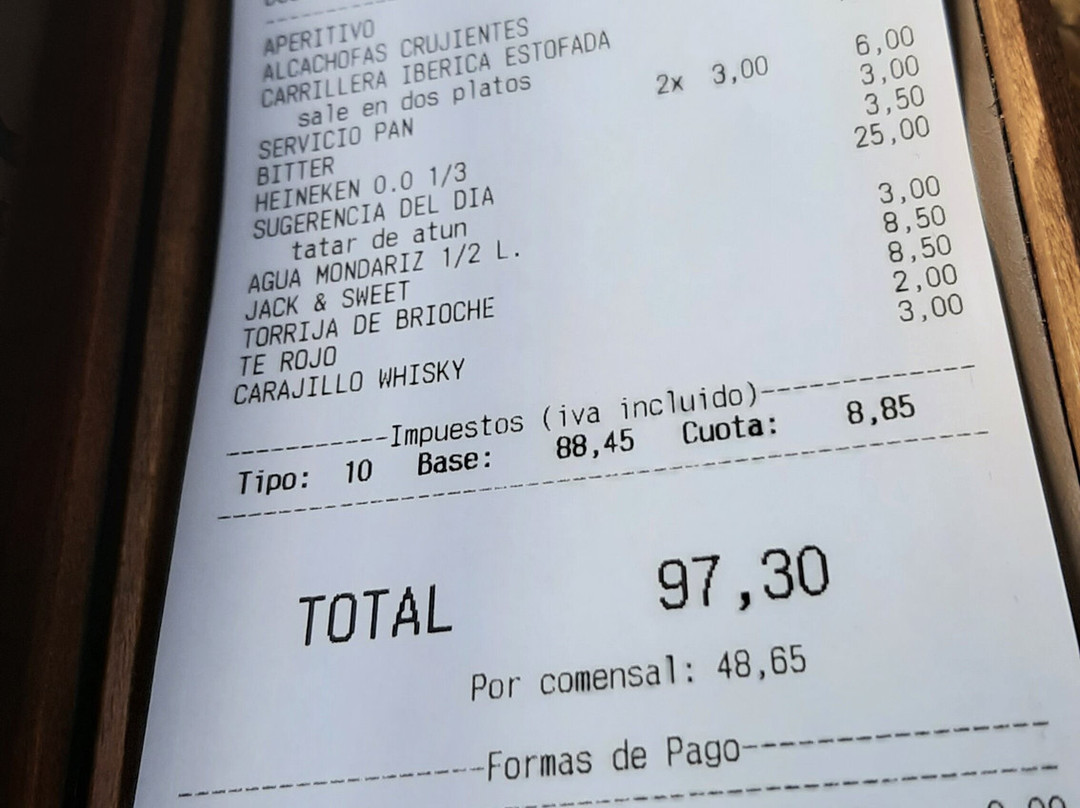 APERITIVO
ALCACHOFAS CRUJIENTES
CARRILLERA IBERICA ESTOFADA
sale en dos platos
SERVICIO PAN 2x 3,00 6,00
BITTER 3,00
HEINEKEN 0.0 1/3 3,50
SUGERENCIA DEL DIA 25,00
tatar de atun
AGUA MONDARIZ 1/2 L. 3,00
JACK & SWEET 8,50
TORRIJA DE BRIOCHE 8,50
TE ROJO 2,00
CARAJILLO WHISKY 3,00
----------Impuestos (iva incluido)--------------
Tipo: 10 Base: 88,45 Cuota: 8,85
TOTAL 97,30
Por comensal: 48,65
--------------------Formas de Pago--------------------